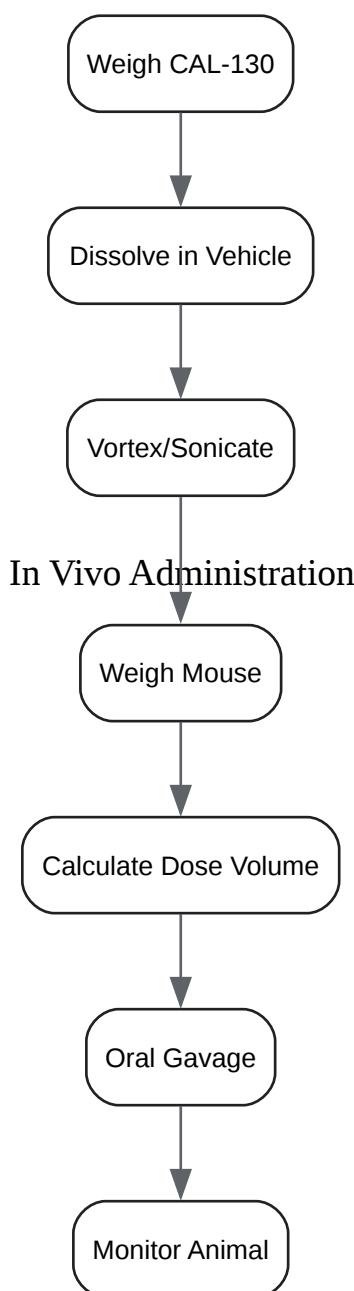 Weigh CAL-130
Dissolve in Vehicle
Vortex/Sonicate
In Vivo Administration
Weigh Mouse
Calculate Dose Volume
Oral Gavage
Monitor Animal